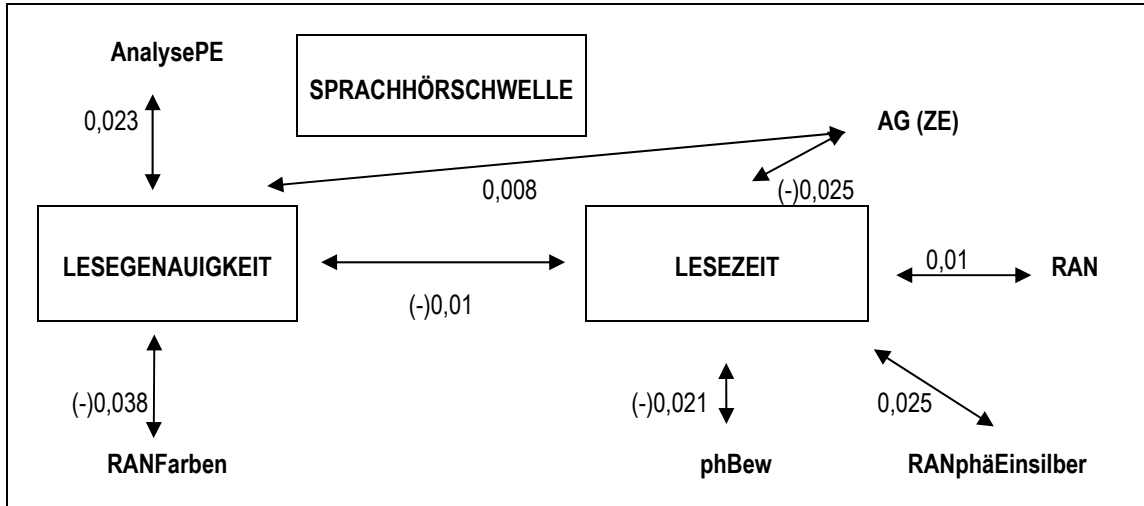 AnalysePE
SPRACHHÖRSCHWELLE
0,023
AG (ZE)
0,008
(-)0,025
LESEGENAUIGKEIT
LESEZEIT
0,01
RAN
(-)0,01
(-)0,038
(-)0,021
0,025
RANFarben
phBew
RANphäEinsilber